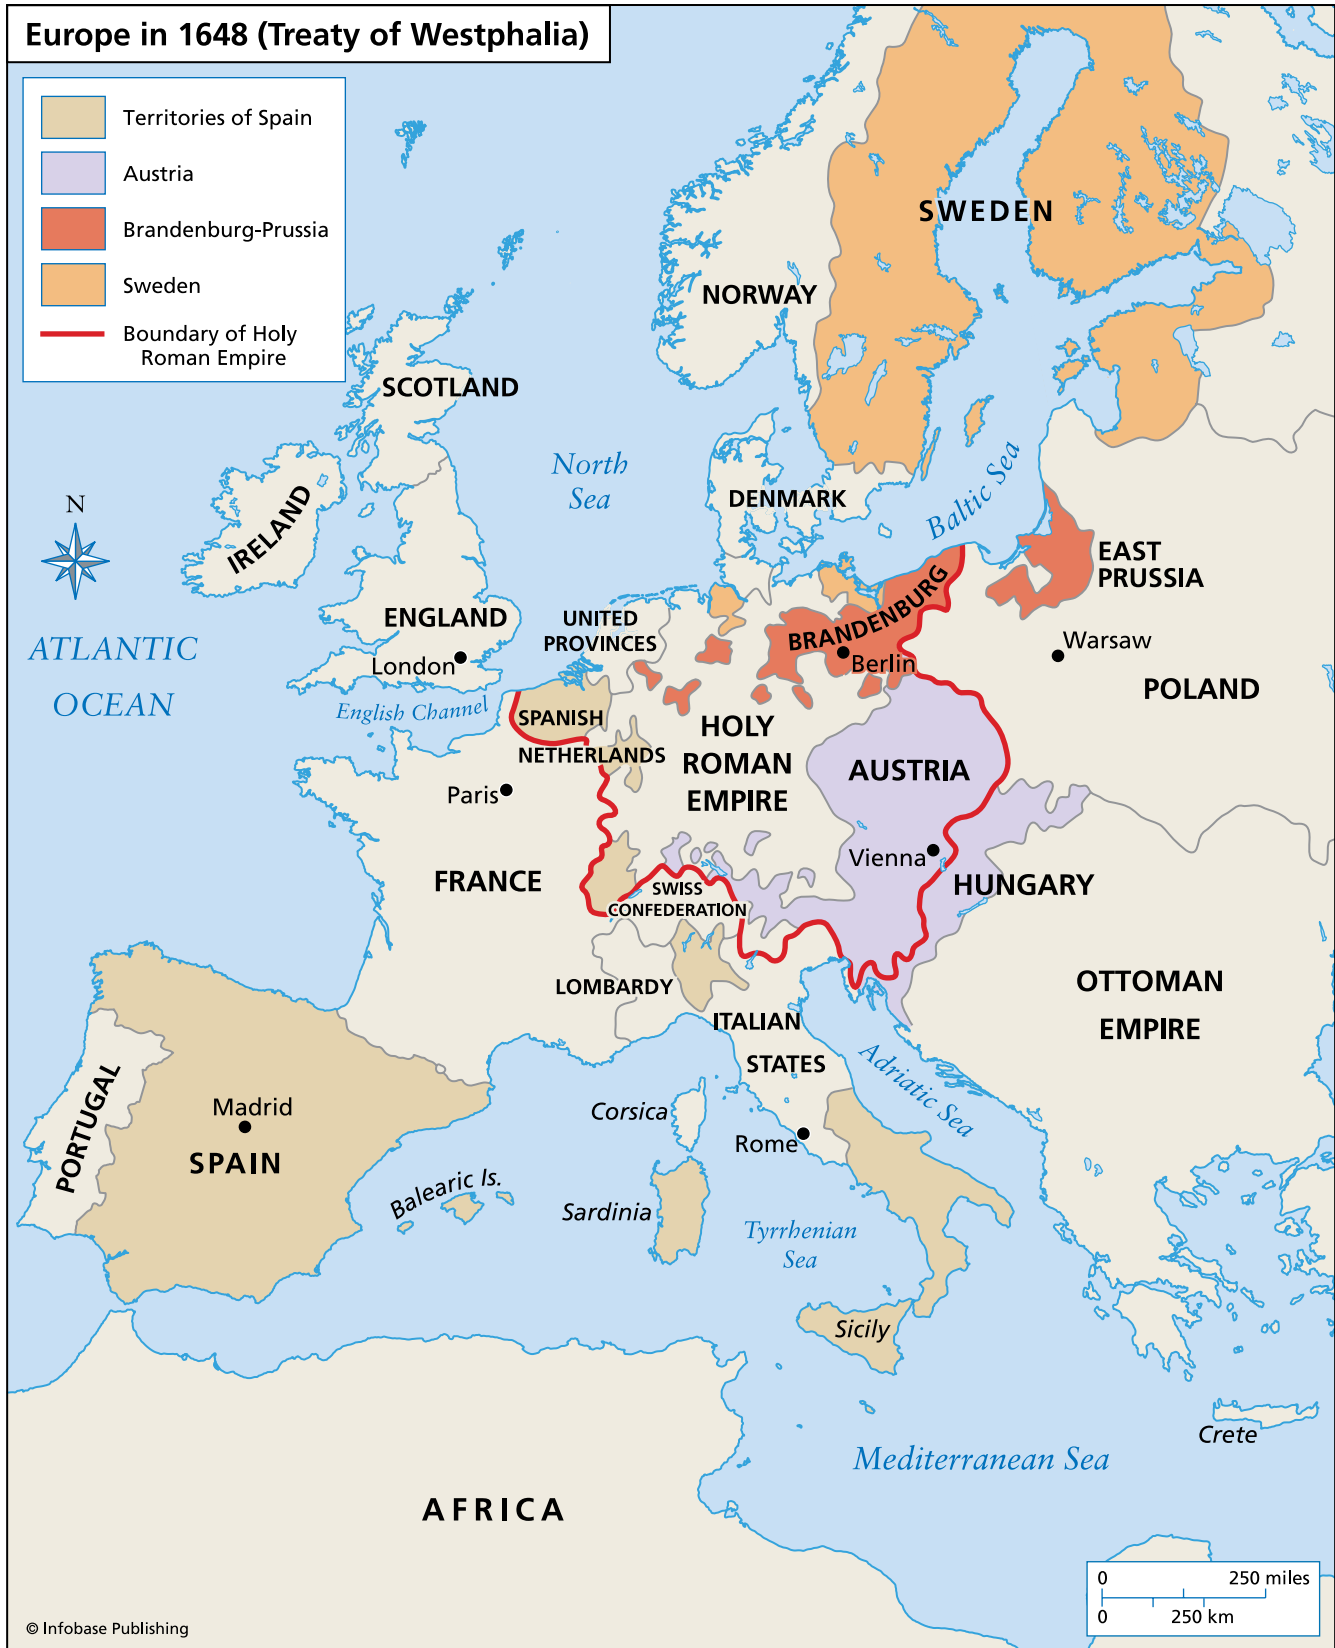 Europe in 1648 (Treaty of Westphalia)
Territories of Spain
Austria
Brandenburg-Prussia
Sweden
Boundary of Holy
Roman Empire
SWEDEN
NORWAY
SCOTLAND
North
Sea
N
IRELAND
DENMARK
Baltic Sea
EAST
PRUSSIA
ATLANTIC
OCEAN
ENGLAND
London
UNITED
PROVINCES
BRANDENBURG
Berlin
Warsaw
POLAND
English Channel
SPANISH
NETHERLANDS
HOLY
ROMAN
EMPIRE
AUSTRIA
Paris
Vienna
FRANCE
SWISS
CONFEDERATION
HUNGARY
LOMBARDY
OTTOMAN
EMPIRE
ITALIAN
STATES
Adriatic Sea
PORTUGAL
Madrid
SPAIN
Corsica
Rome
Balearic Is.
Sardinia
Tyrrhenian
Sea
Sicily
Crete
Mediterranean Sea
AFRICA
0 250 miles
0 250 km
© Infobase Publishing